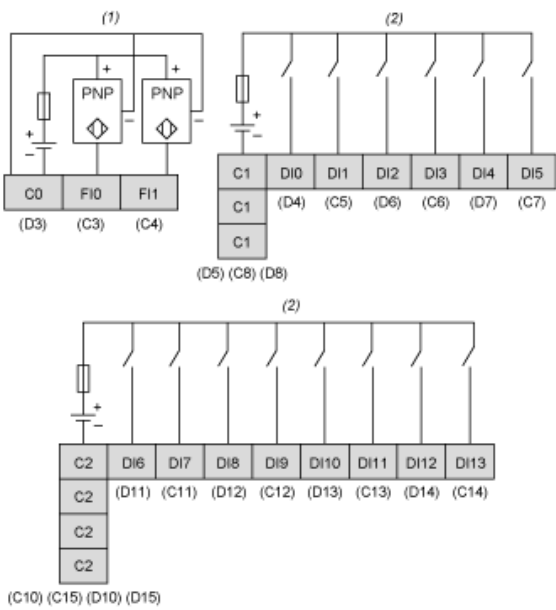 (1)
+ +
PNP PNP
+ − −
−
C0 FI0 FI1
(D3) (C3) (C4)
(2)
+
−
C1 DI0 DI1 DI2 DI3 DI4 DI5
C1 (D4) (C5) (D6) (C6) (D7) (C7)
C1
(D5) (C8) (D8)
(2)
+
−
C2 DI6 DI7 DI8 DI9 DI10 DI11 DI12 DI13
C2 (D11) (C11) (D12) (C12) (D13) (C13) (D14) (C14)
C2
C2
(C10) (C15) (D10) (D15)